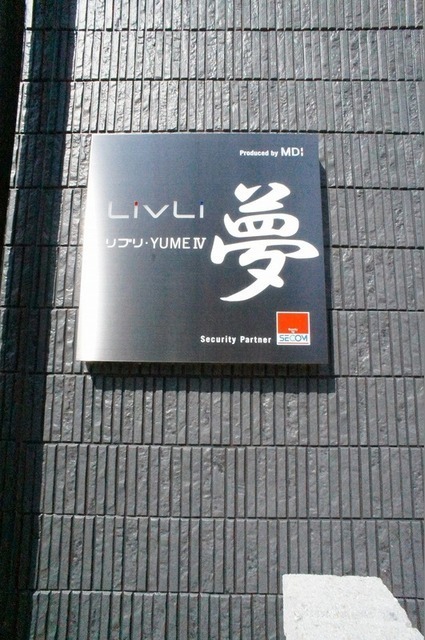 Produced by MDI
LivLi
リブリ・YUME Ⅳ
夢
Security Partner
SECOM